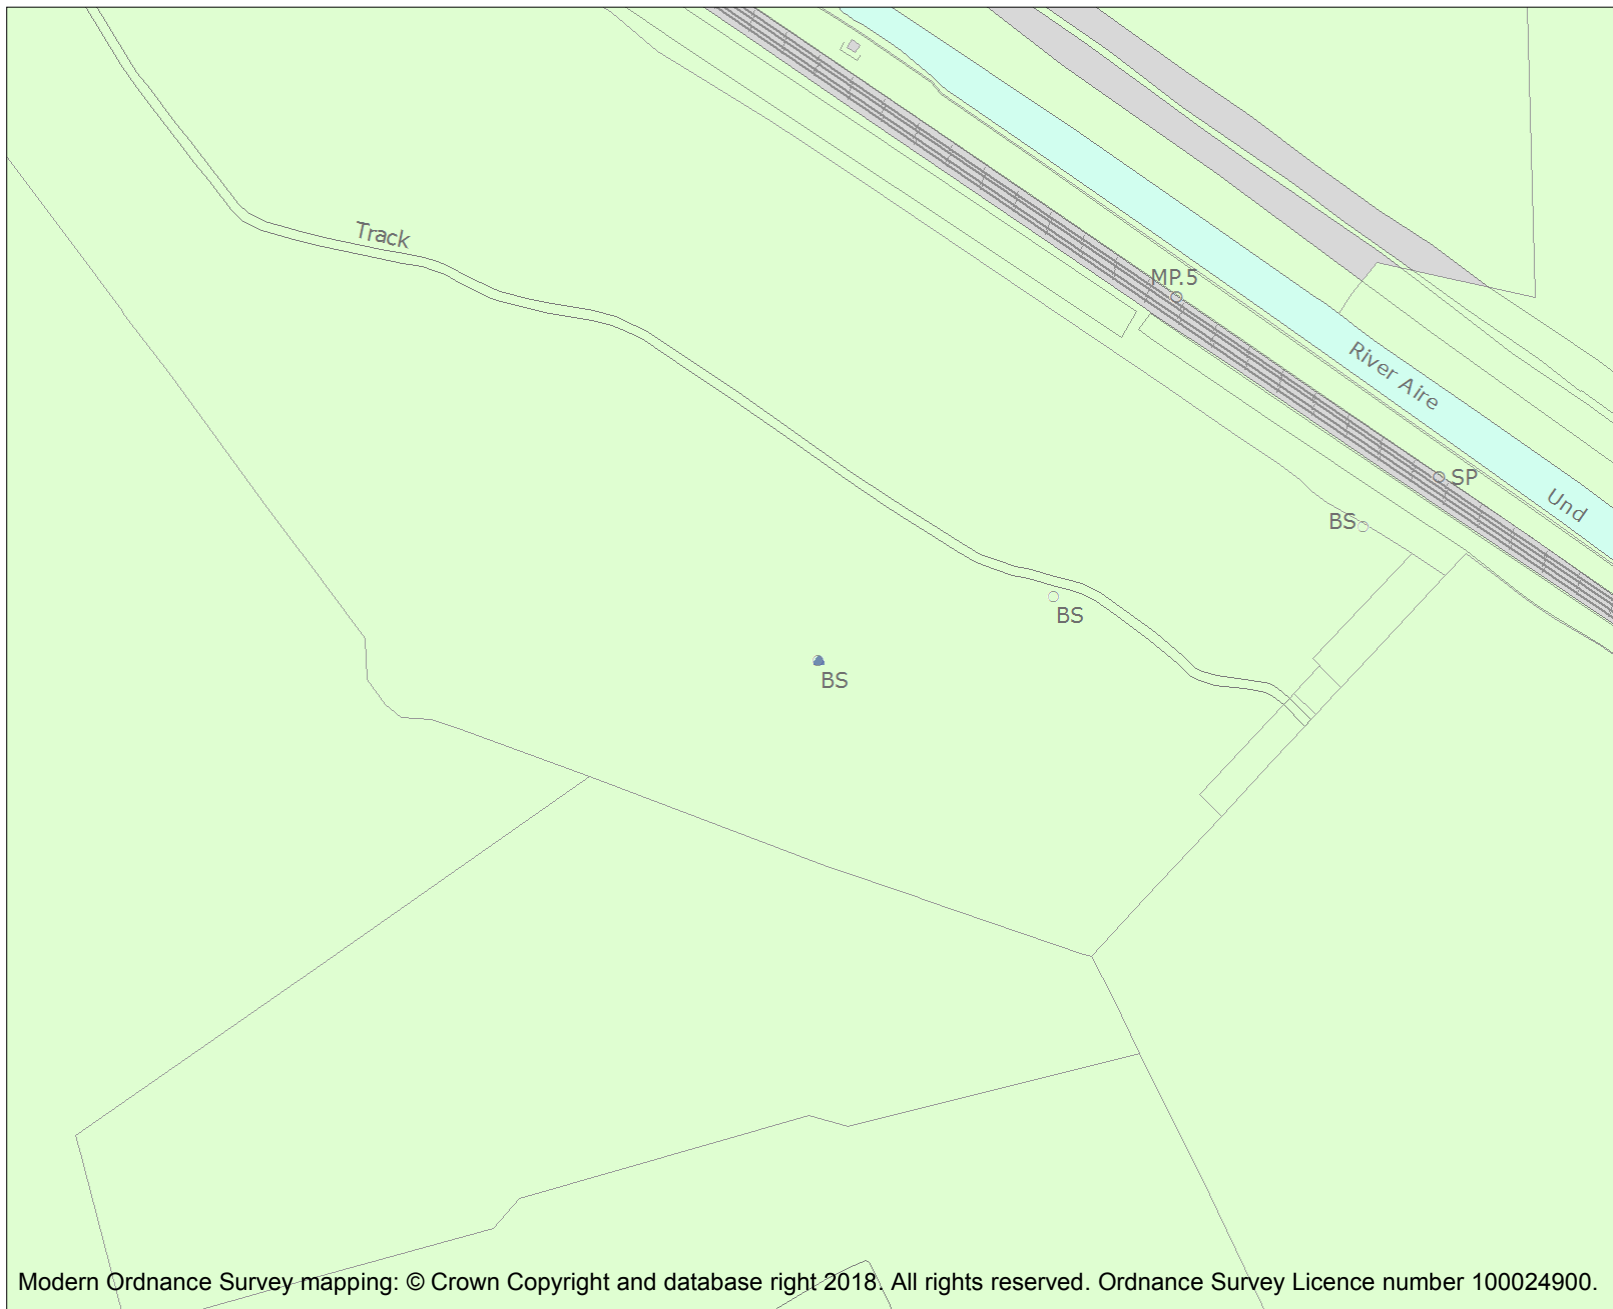 Track
MP.5
River Aire
SP
Und
BS
BS
BS
Modern Ordnance Survey mapping: © Crown Copyright and database right 2018. All rights reserved. Ordnance Survey Licence number 100024900.